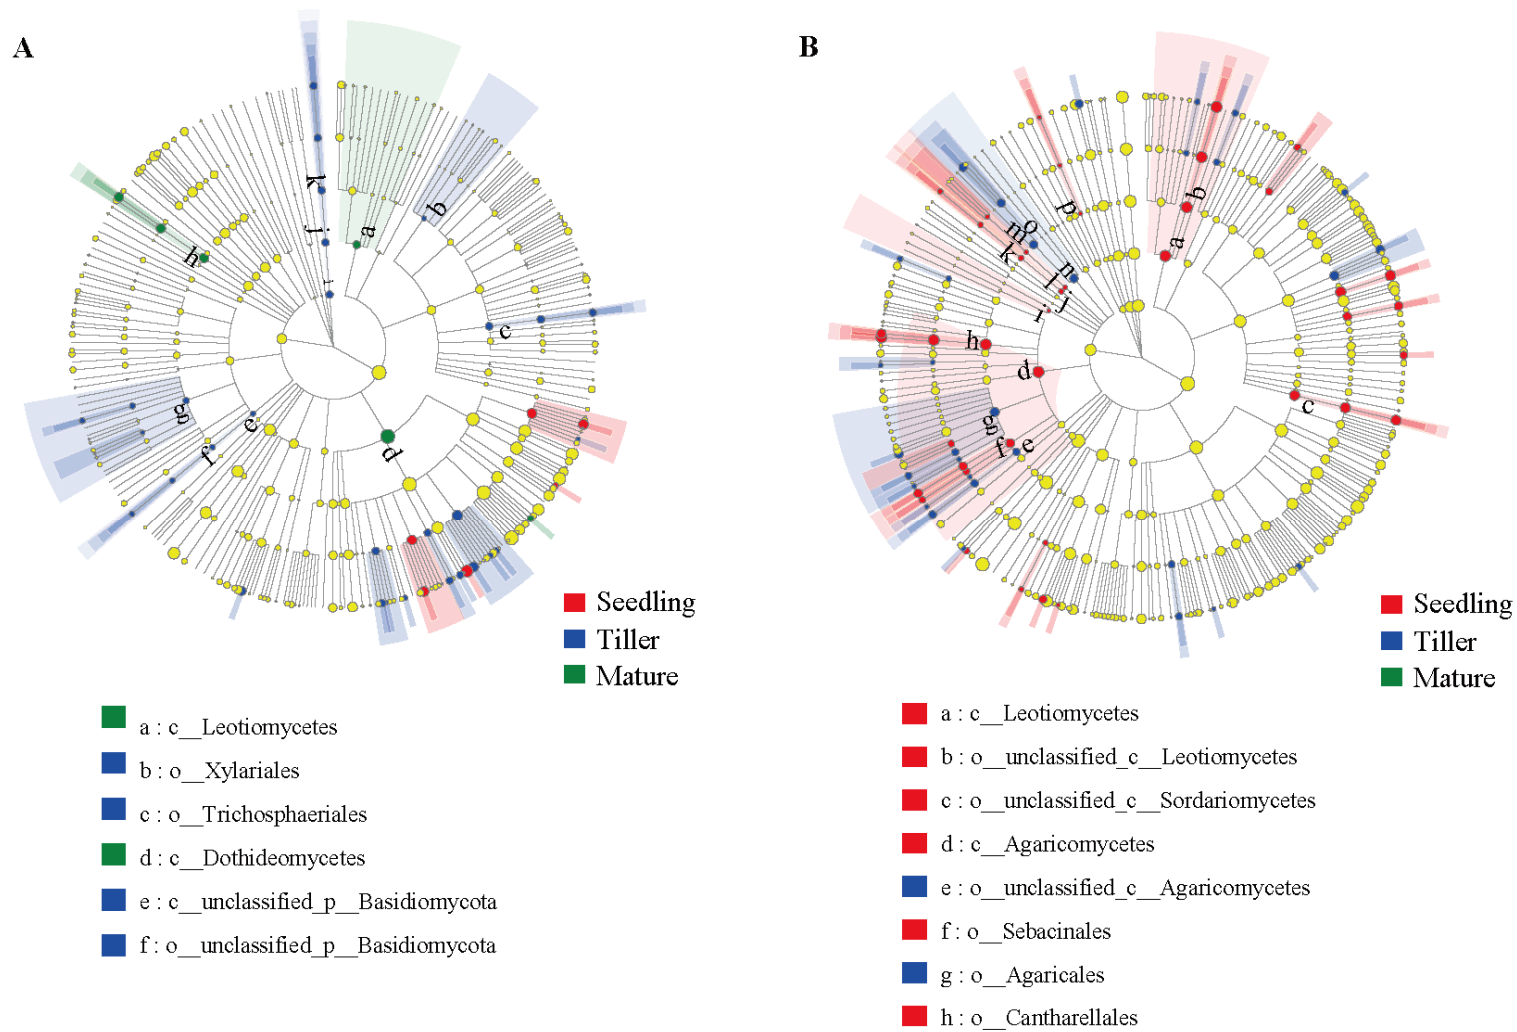 A
B
k
j
i
a
b
h
c
g
e
f
d
Seedling
Tiller
Mature
a : c__Leotiomycetes
b : o__Xylariales
c : o__Trichosphaeriales
d : c__Dothideomycetes
e : c__unclassified_p__Basidiomycota
f : o__unclassified_p__Basidiomycota
p
b
a
o
m
k
n
l
j
i
h
d
c
g
f
e
Seedling
Tiller
Mature
a : c__Leotiomycetes
b : o__unclassified_c__Leotiomycetes
c : o__unclassified_c__Sordariomycetes
d : c__Agaricomycetes
e : o__unclassified_c__Agaricomycetes
f : o__Sebacinales
g : o__Agaricales
h : o__Cantharellales